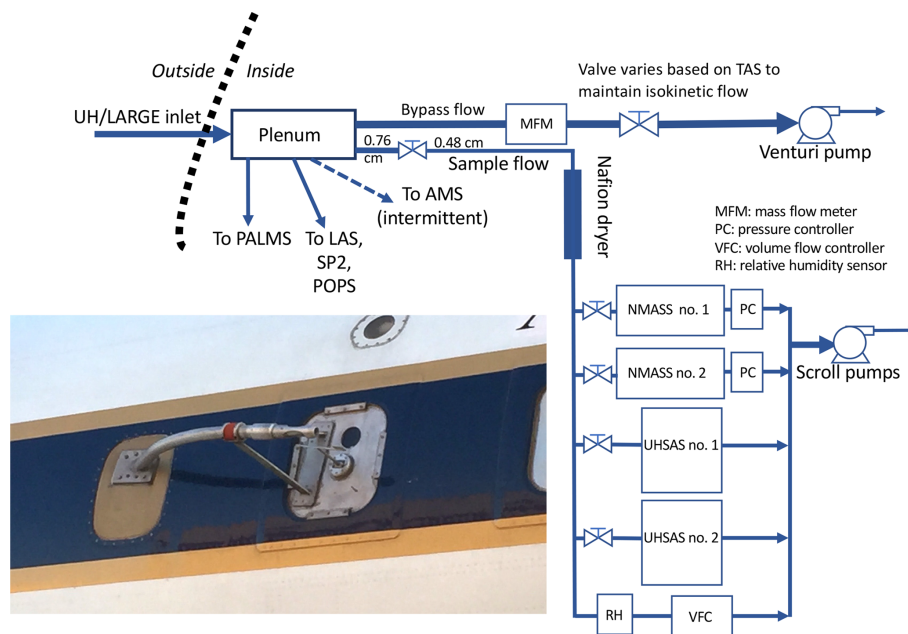 Outside
Inside
UH/LARGE inlet
Plenum
Bypass flow
MFM
Valve varies based on TAS to
maintain isokinetic flow
Venturi pump
0.76
cm
0.48 cm
Sample flow
Nafion dryer
To PALMS
To LAS,
SP2,
POPS
To AMS
(intermittent)
MFM: mass flow meter
PC: pressure controller
VFC: volume flow controller
RH: relative humidity sensor
NMASS no. 1
PC
NMASS no. 2
PC
Scroll pumps
UHSAS no. 1
UHSAS no. 2
RH
VFC